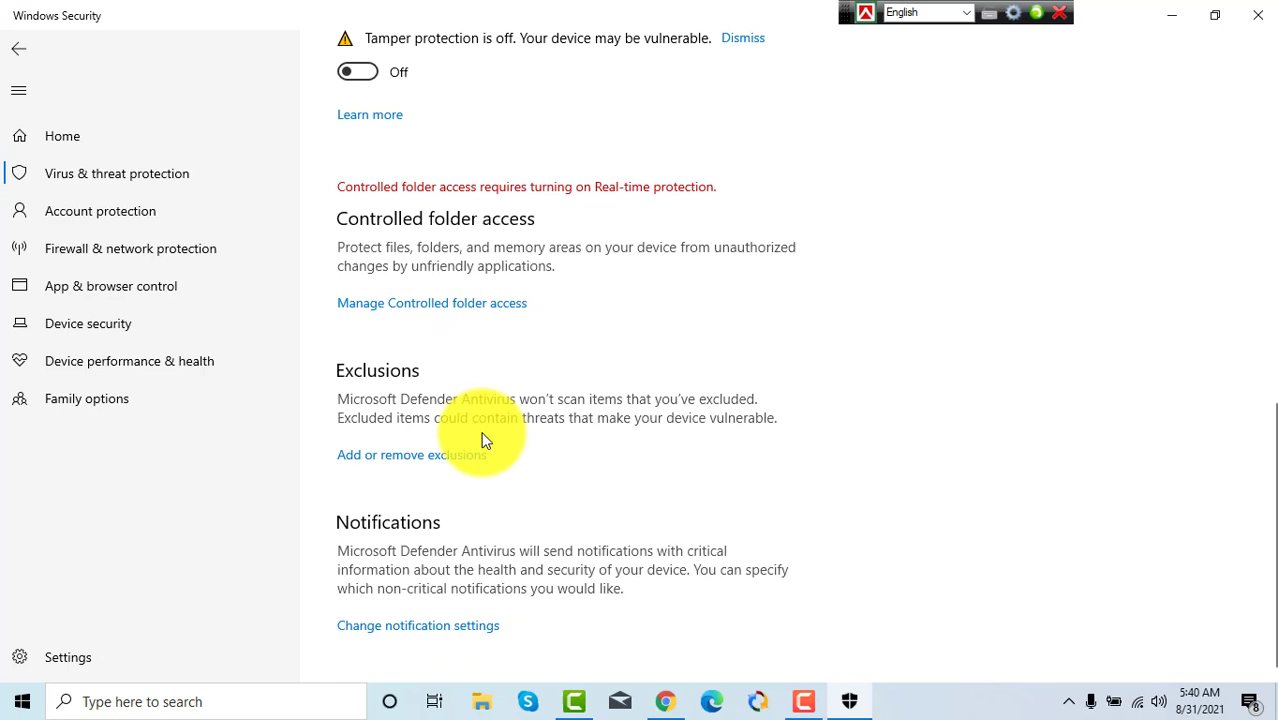 Windows Security
English
Tamper protection is off. Your device may be vulnerable. Dismiss
Off
Learn more
Home
Virus & threat protection
Account protection
Firewall & network protection
App & browser control
Device security
Device performance & health
Family options
Settings
Controlled folder access requires turning on Real-time protection.
Controlled folder access
Protect files, folders, and memory areas on your device from unauthorized
changes by unfriendly applications.
Manage Controlled folder access
Exclusions
Microsoft Defender Antivirus won't scan items that you've excluded.
Excluded items could contain threats that make your device vulnerable.
Add or remove exclusions
Notifications
Microsoft Defender Antivirus will send notifications with critical
information about the health and security of your device. You can specify
which non-critical notifications you would like.
Change notification settings
Type here to search
5:40 AM
8/31/2021
8